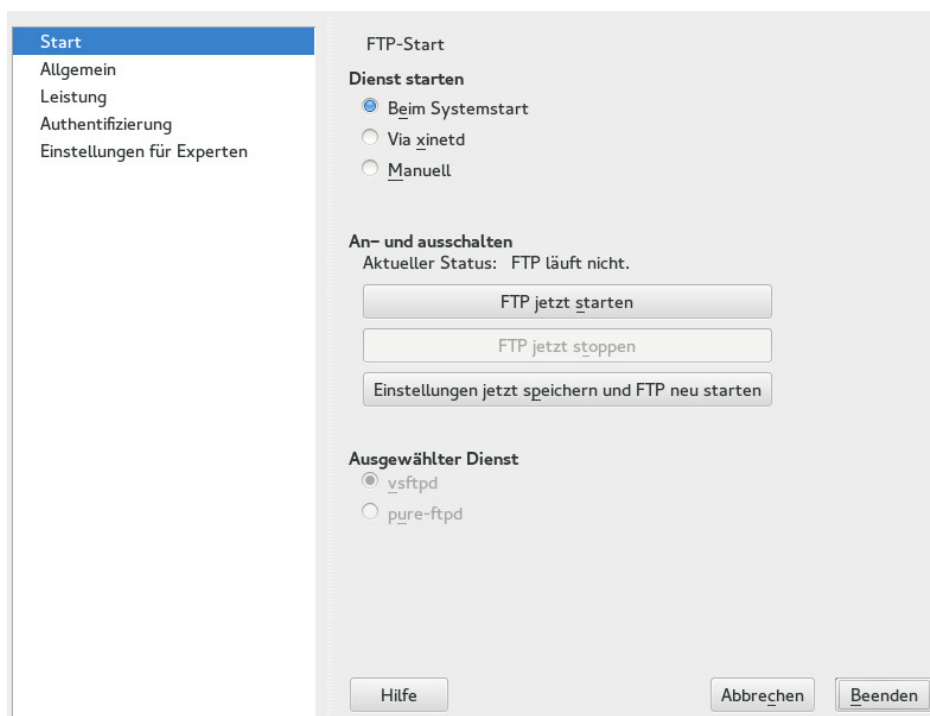 Start
Allgemein
Leistung
Authentifizierung
Einstellungen für Experten
FTP-Start
Dienst starten
Beim Systemstart
Via xinetd
Manuell
An- und ausschalten
Aktueller Status: FTP läuft nicht.
FTP jetzt starten
FTP jetzt stoppen
Einstellungen jetzt speichern und FTP neu starten
Ausgewählter Dienst
vsftpd
pure-ftpd
Hilfe
Abbrechen
Beenden